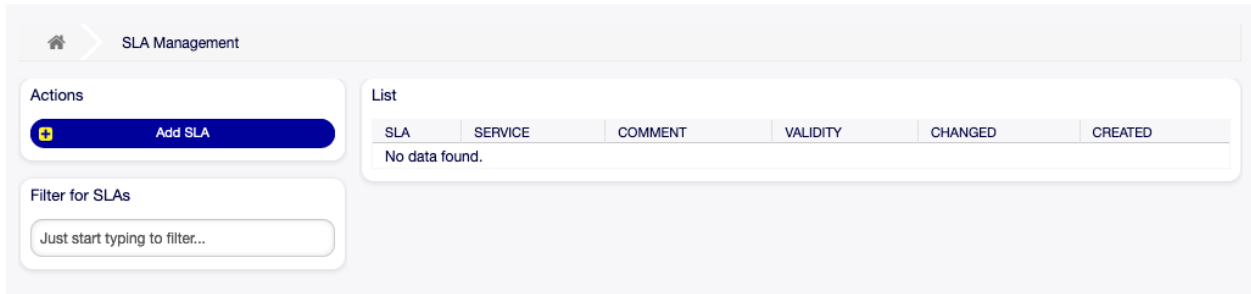 SLA Management
Actions
Add SLA
Filter for SLAs
Just start typing to filter...
List
SLA SERVICE COMMENT VALIDITY CHANGED CREATED
No data found.